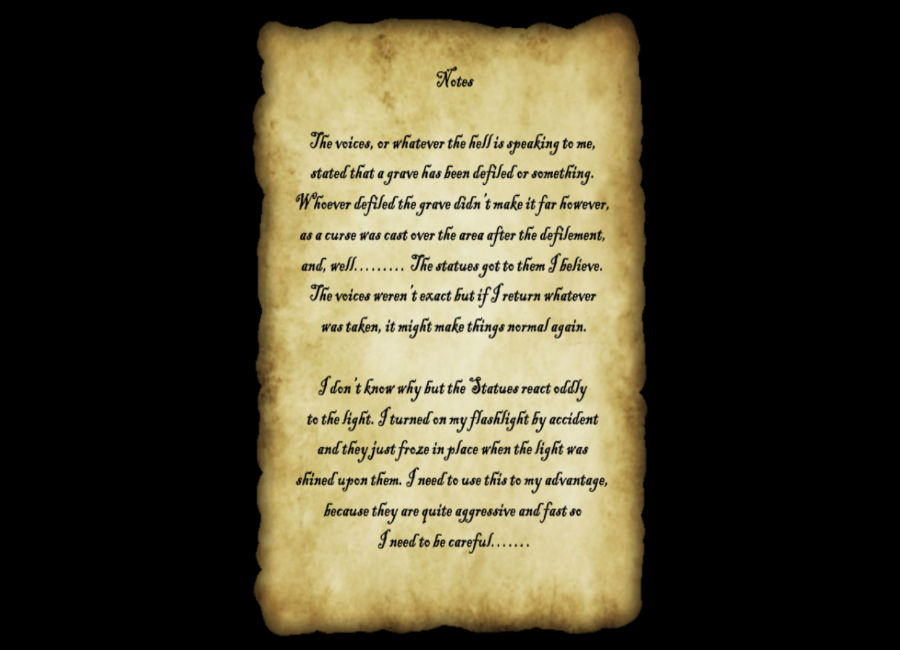 Notes
The voices, or whatever the hell is speaking to me,
stated that a grave has been defiled or something.
Whoever defiled the grave didn't make it far however,
as a curse was cast over the area after the defilement,
and, well......... The statues got to them I believe.
The voices weren't exact but if I return whatever
was taken, it might make things normal again.
I don't know why but the Statues react oddly
to the light. I turned on my flashlight by accident
and they just froze in place when the light was
shined upon them. I need to use this to my advantage,
because they are quite aggressive and fast so
I need to be careful.......